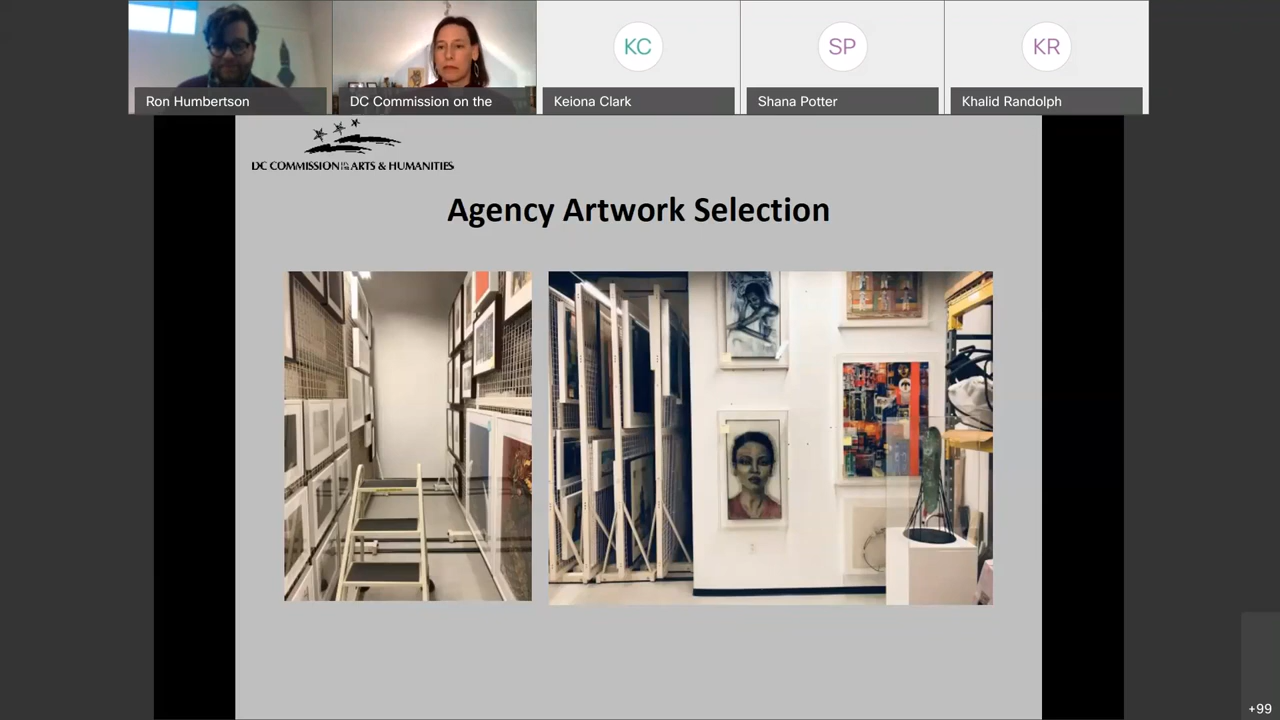 KC
SP
KR
Ron Humbertson
DC Commission on the
Keiona Clark
Shana Potter
Khalid Randolph
DC COMMISSION ON THE ARTS & HUMANITIES
Agency Artwork Selection
+99